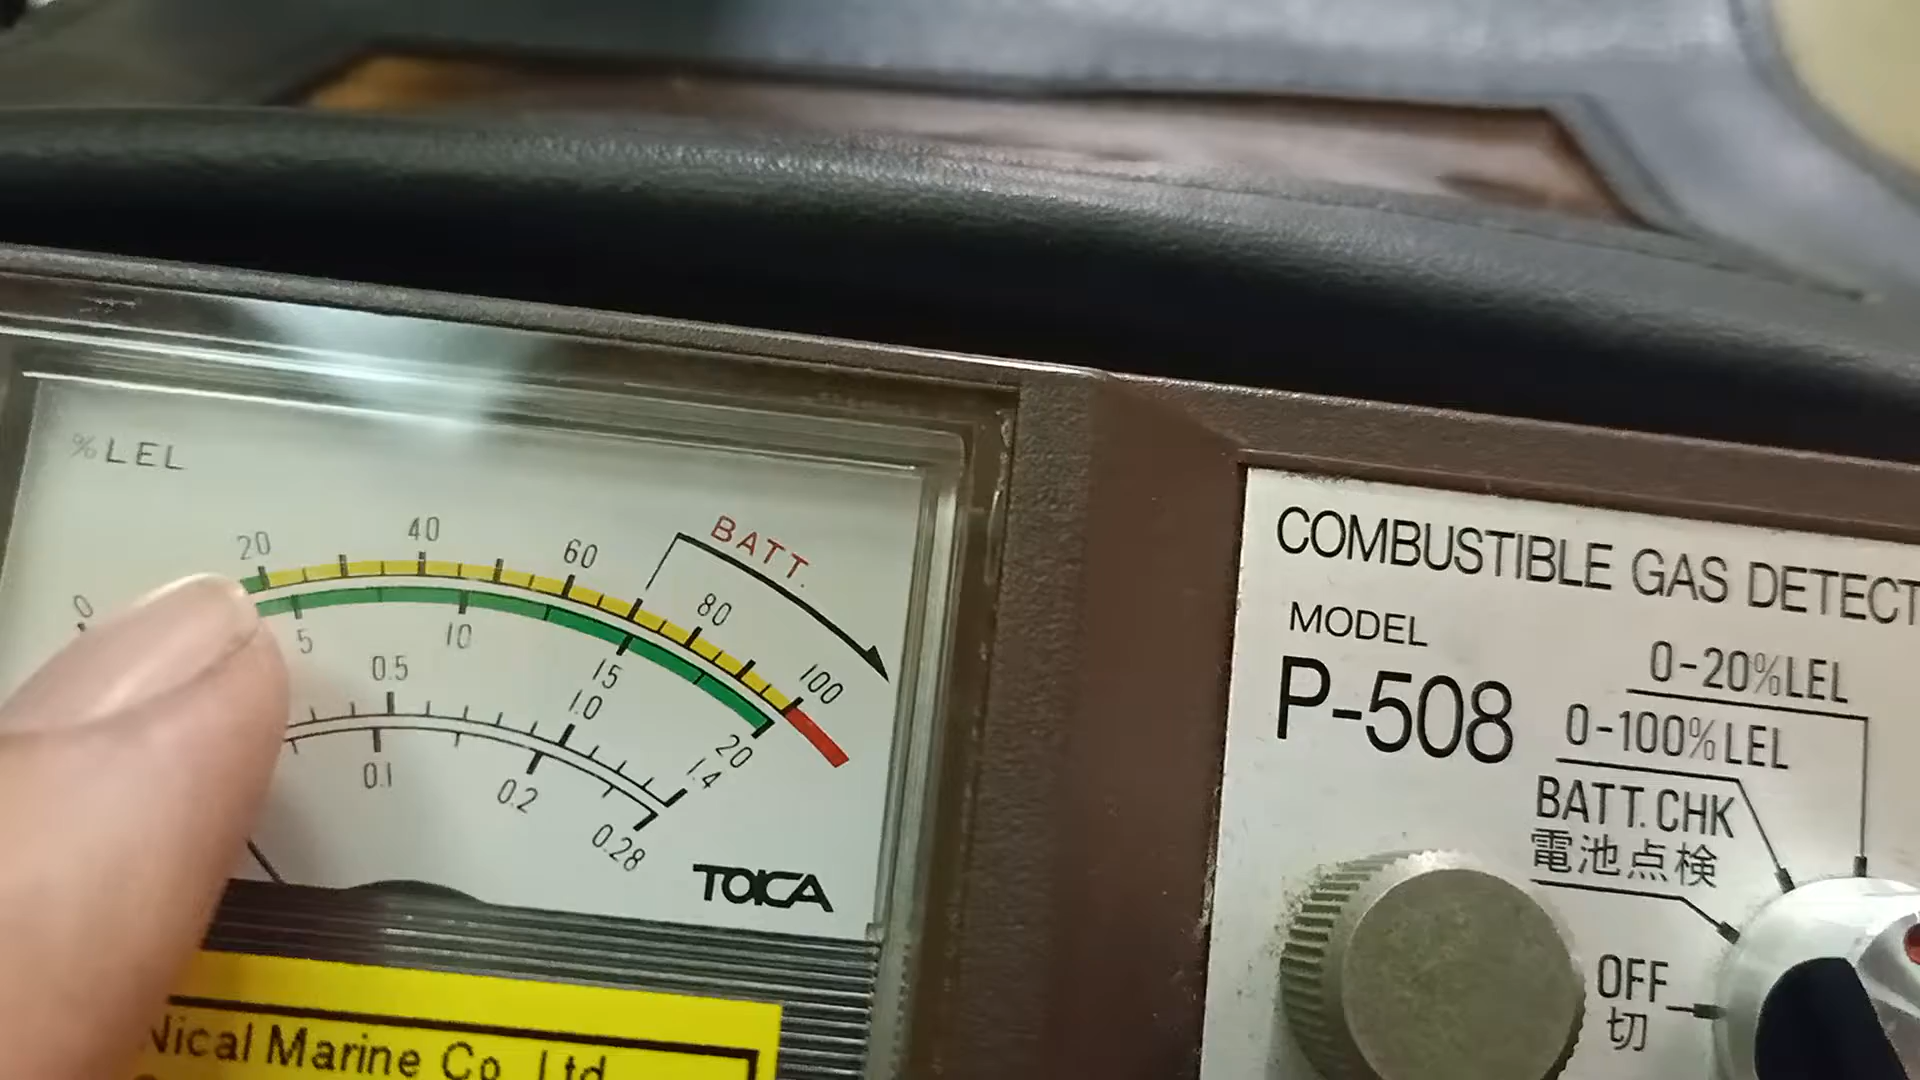 %LEL
0 20 40 60 80 100
BATT.
5 10 15 20
0.5 1.0 1.4
0.1 0.2 0.28
TOKA
Nical Marine Co. Ltd
COMBUSTIBLE GAS DETECT
MODEL
P-508
0-20%LEL
0-100%LEL
BATT.CHK
電池点検
OFF
切